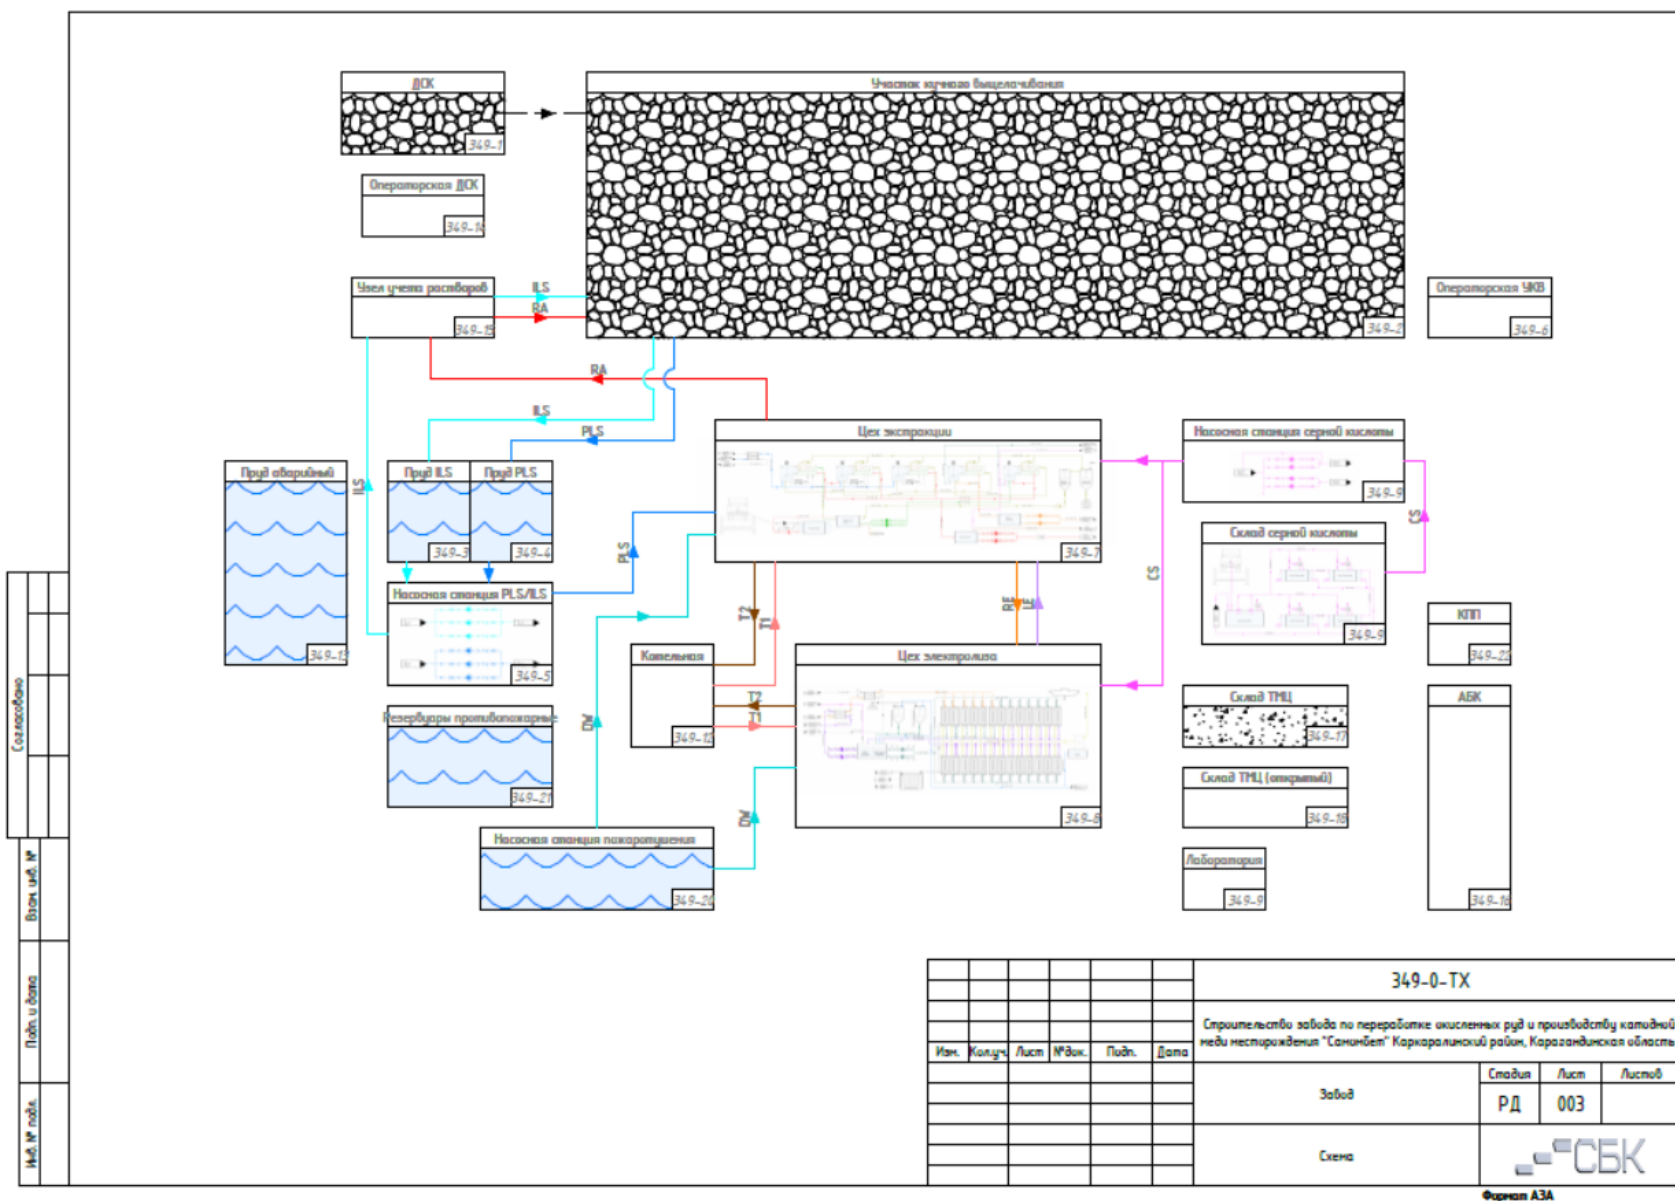 ДСК
349-1
Участок кучного выщелачивания
349-2
Операторская ДСК
349-14
Узел учета растворов
349-15
ILS
RA
Операторская УКВ
349-6
RA
ILS
PLS
Пруд аварийный
349-13
ILS
Пруд ILS
349-3
Пруд PLS
349-4
Насосная станция PLS/ILS
349-5
PLS
Цех экстракции
349-7
Насосная станция серной кислоты
349-9
CS
Склад серной кислоты
349-9
CS
T2
T1
RE
LE
Котельная
349-12
T2
T1
Цех электролиза
349-8
КПП
349-22
Резервуары противопожарные
349-21
DW
DW
Насосная станция пожаротушения
349-20
Склад ТМЦ
349-17
Склад ТМЦ (открытый)
349-18
Лаборатория
349-9
АБК
349-16
Согласовано
Взам. инв. №
Подп. и дата
Инв. № подл.
349-0-ТХ
Строительство завода по переработке окисленных руд и производству катодной
меди месторождения "Саимбет" Каркаралинский район, Карагандинская область
Изм. Кол.уч. Лист №док. Подп. Дата
Завод
Стадия Лист Листов
РД 003
Схема
СБК
Формат А3А